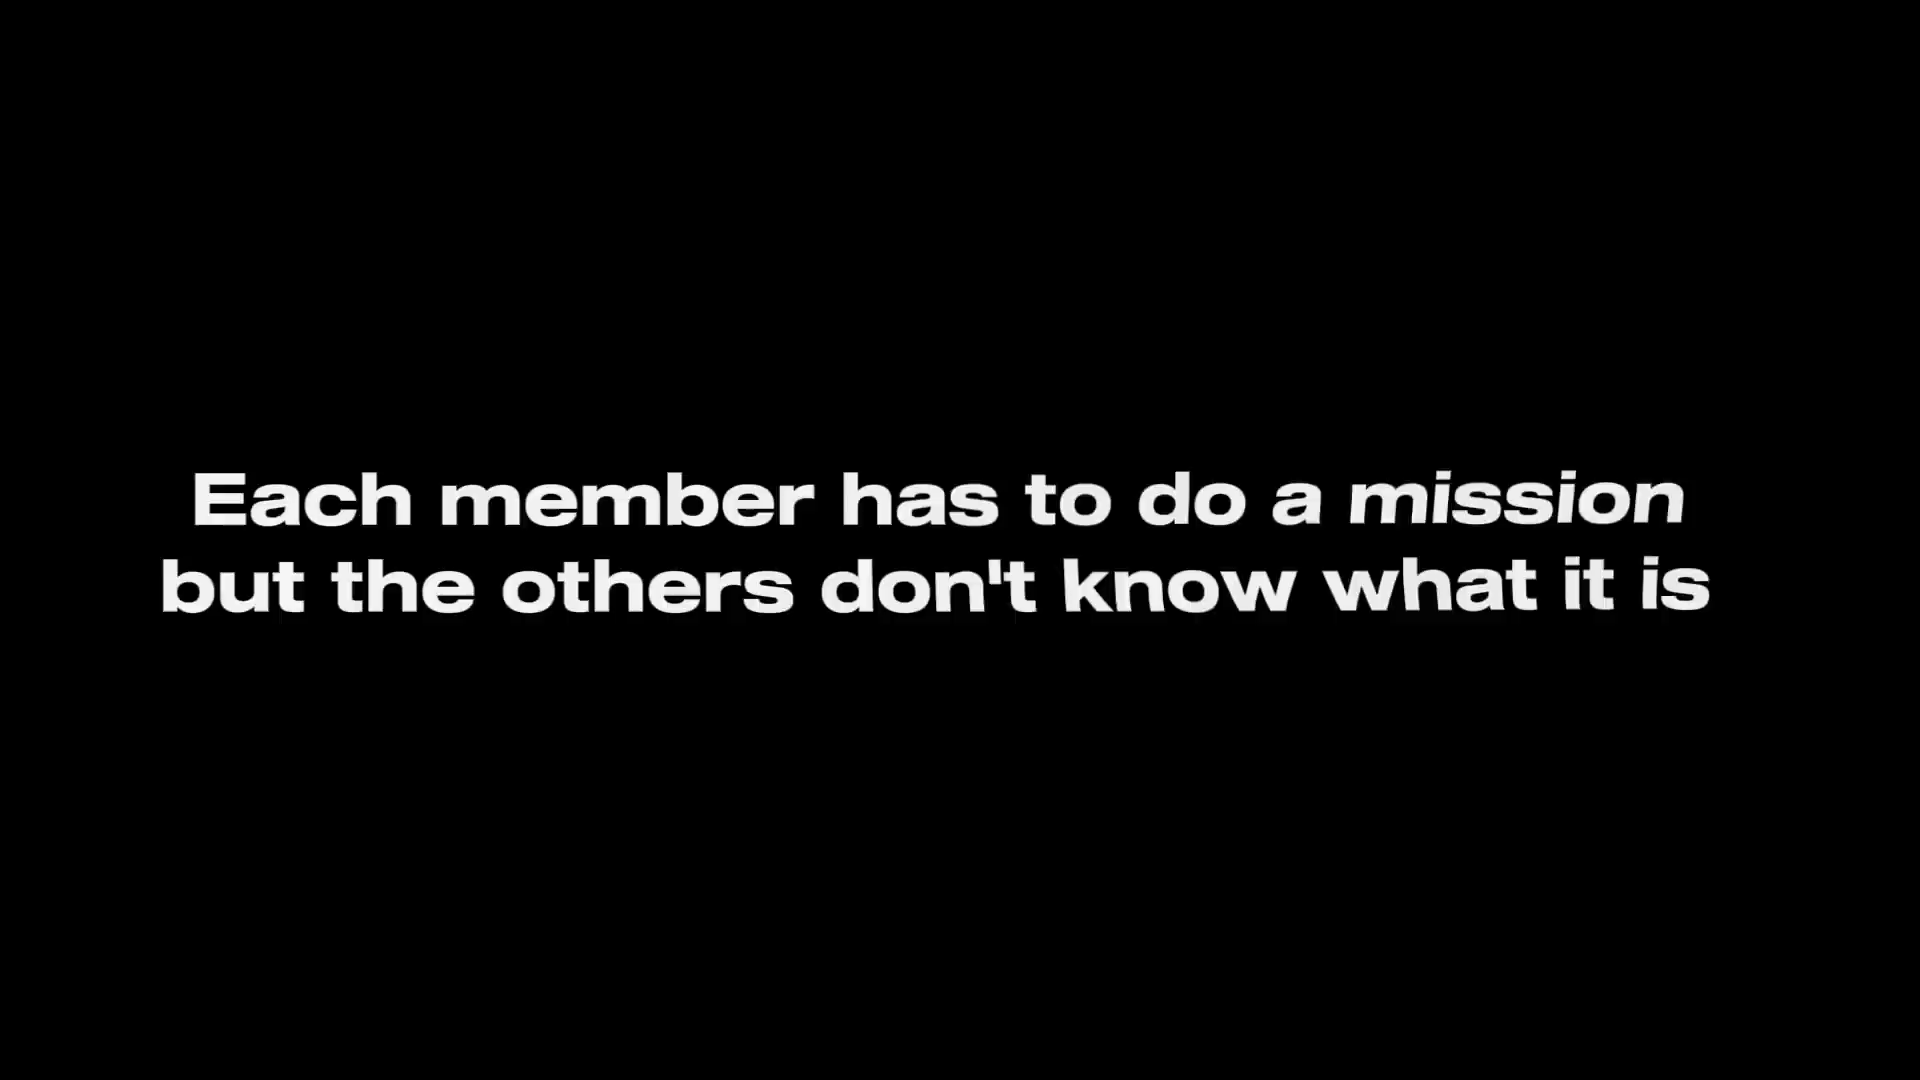 Each member has to do a mission
but the others don't know what it is